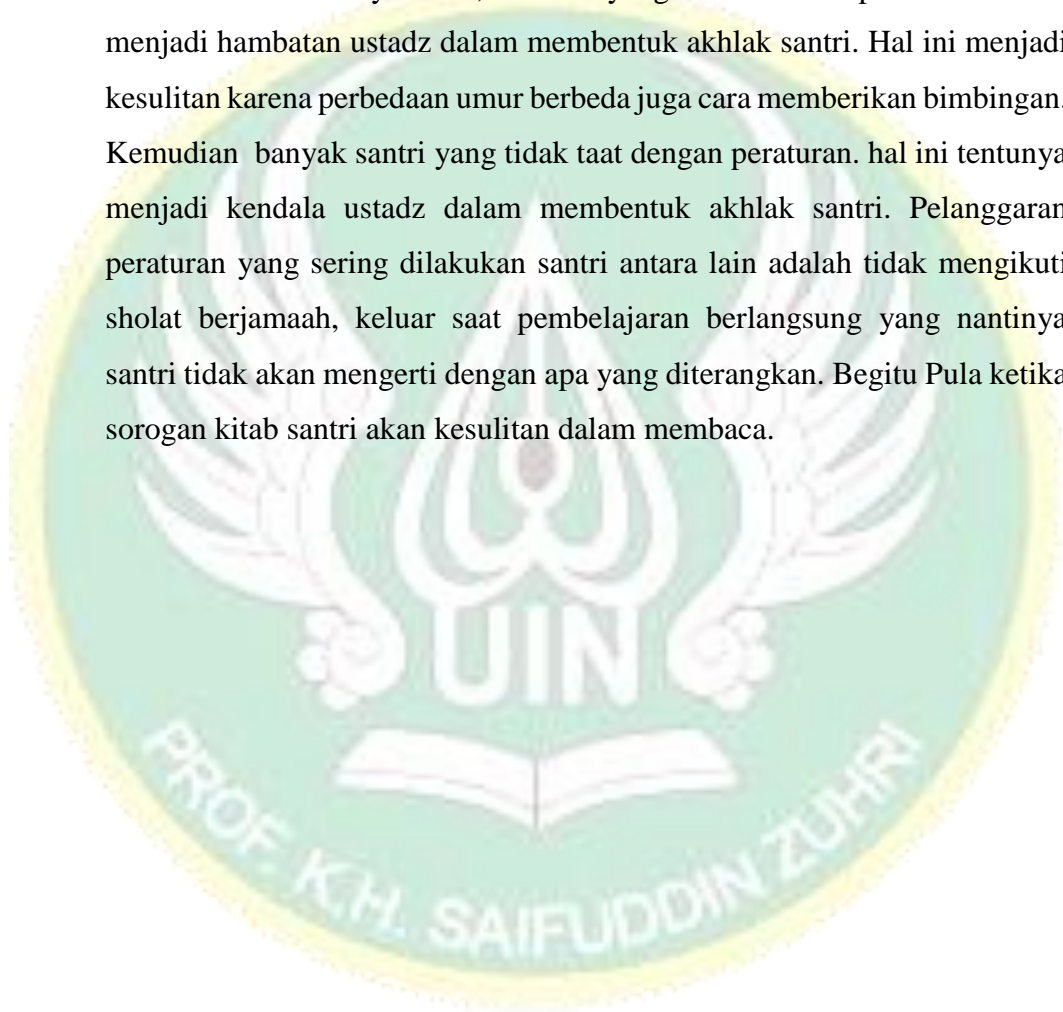 menjadi hambatan ustadz dalam membentuk akhlak santri. Hal ini menjadi
kesulitan karena perbedaan umur berbeda juga cara memberikan bimbingan.
Kemudian banyak santri yang tidak taat dengan peraturan. hal ini tentunya
menjadi kendala ustadz dalam membentuk akhlak santri. Pelanggaran
peraturan yang sering dilakukan santri antara lain adalah tidak mengikuti
sholat berjamaah, keluar saat pembelajaran berlangsung yang nantinya
santri tidak akan mengerti dengan apa yang diterangkan. Begitu Pula ketika
sorogan kitab santri akan kesulitan dalam membaca.
UIN
PROF. K.H. SAIFUDDIN ZUHRI